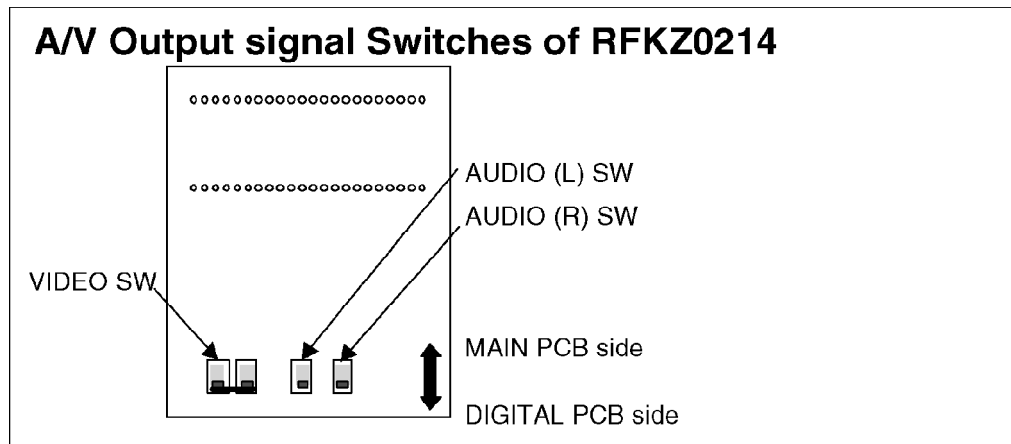 A/V Output signal Switches of RFKZ0214
AUDIO (L) SW
AUDIO (R) SW
VIDEO SW
MAIN PCB side
DIGITAL PCB side